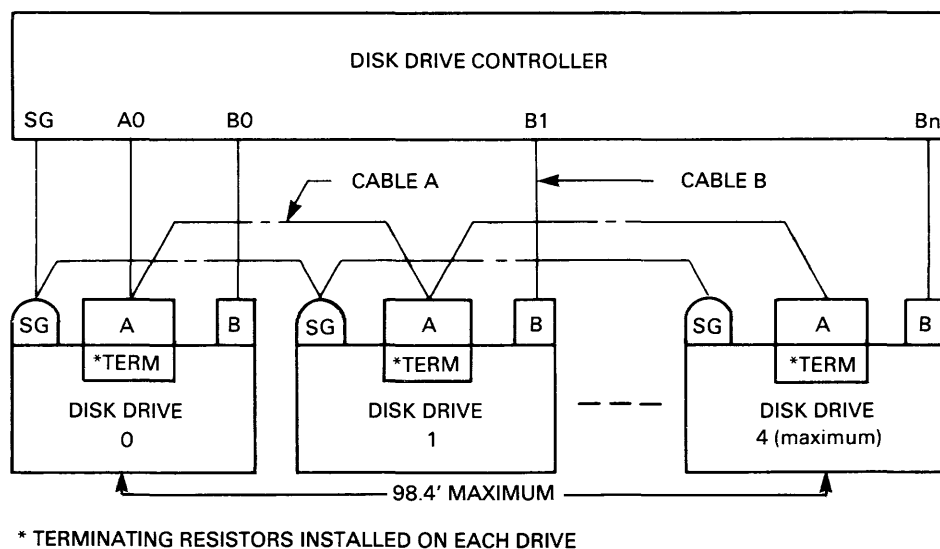 DISK DRIVE CONTROLLER
SG A0 B0 B1 Bn
CABLE A CABLE B
SG A B SG A B SG A B
*TERM *TERM *TERM
DISK DRIVE DISK DRIVE DISK DRIVE
0 1 4 (maximum)
98.4' MAXIMUM
* TERMINATING RESISTORS INSTALLED ON EACH DRIVE